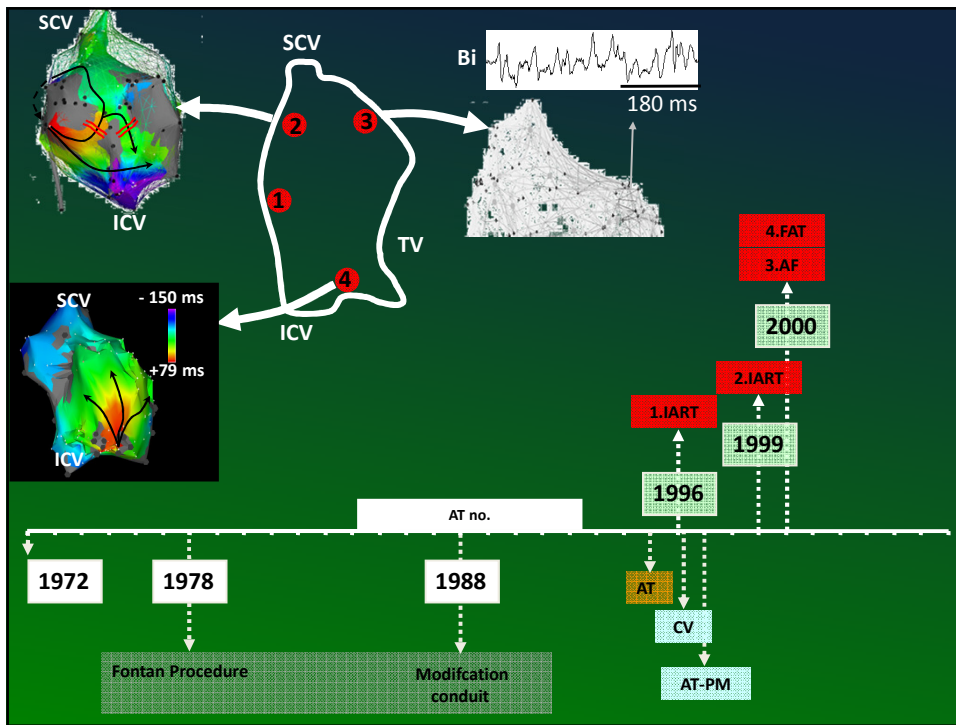 SCV
ICV
SCV
2
3
1
4
TV
ICV
Bi
180 ms
SCV
- 150 ms
+79 ms
ICV
4.FAT
3.AF
2000
2.IART
1.IART
1999
1996
AT no.
1972
1978
1988
AT
CV
AT-PM
Fontan Procedure
Modifcation
conduit